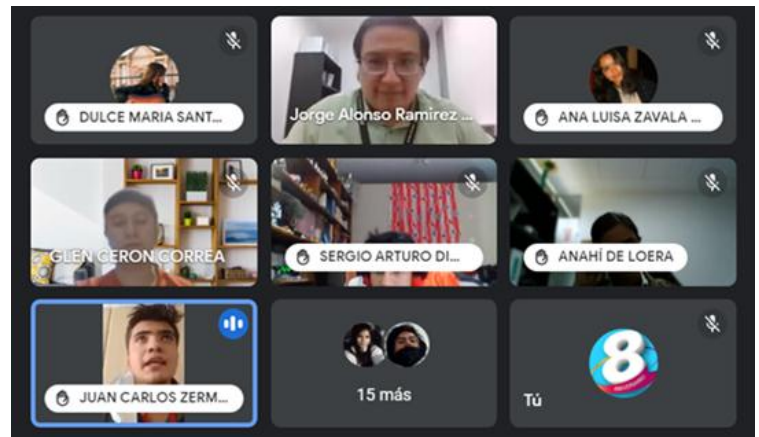 DULCE MARIA SANT...
Jorge Alonso Ramirez ...
ANA LUISA ZAVALA ...
GLEN CERON CORREA
SERGIO ARTURO DI...
ANAHÍ DE LOERA
JUAN CARLOS ZERM...
15 más
8
Tú